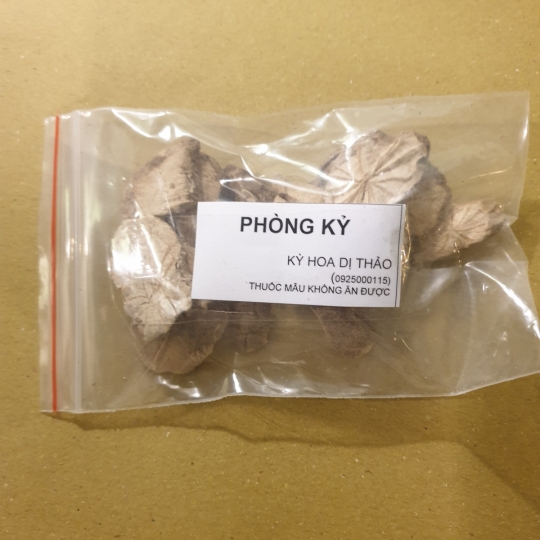 PHÒNG KỶ
KỲ HOA DỊ THẢO
(0925000115)
THUỐC MẪU KHÔNG ĂN ĐƯỢC